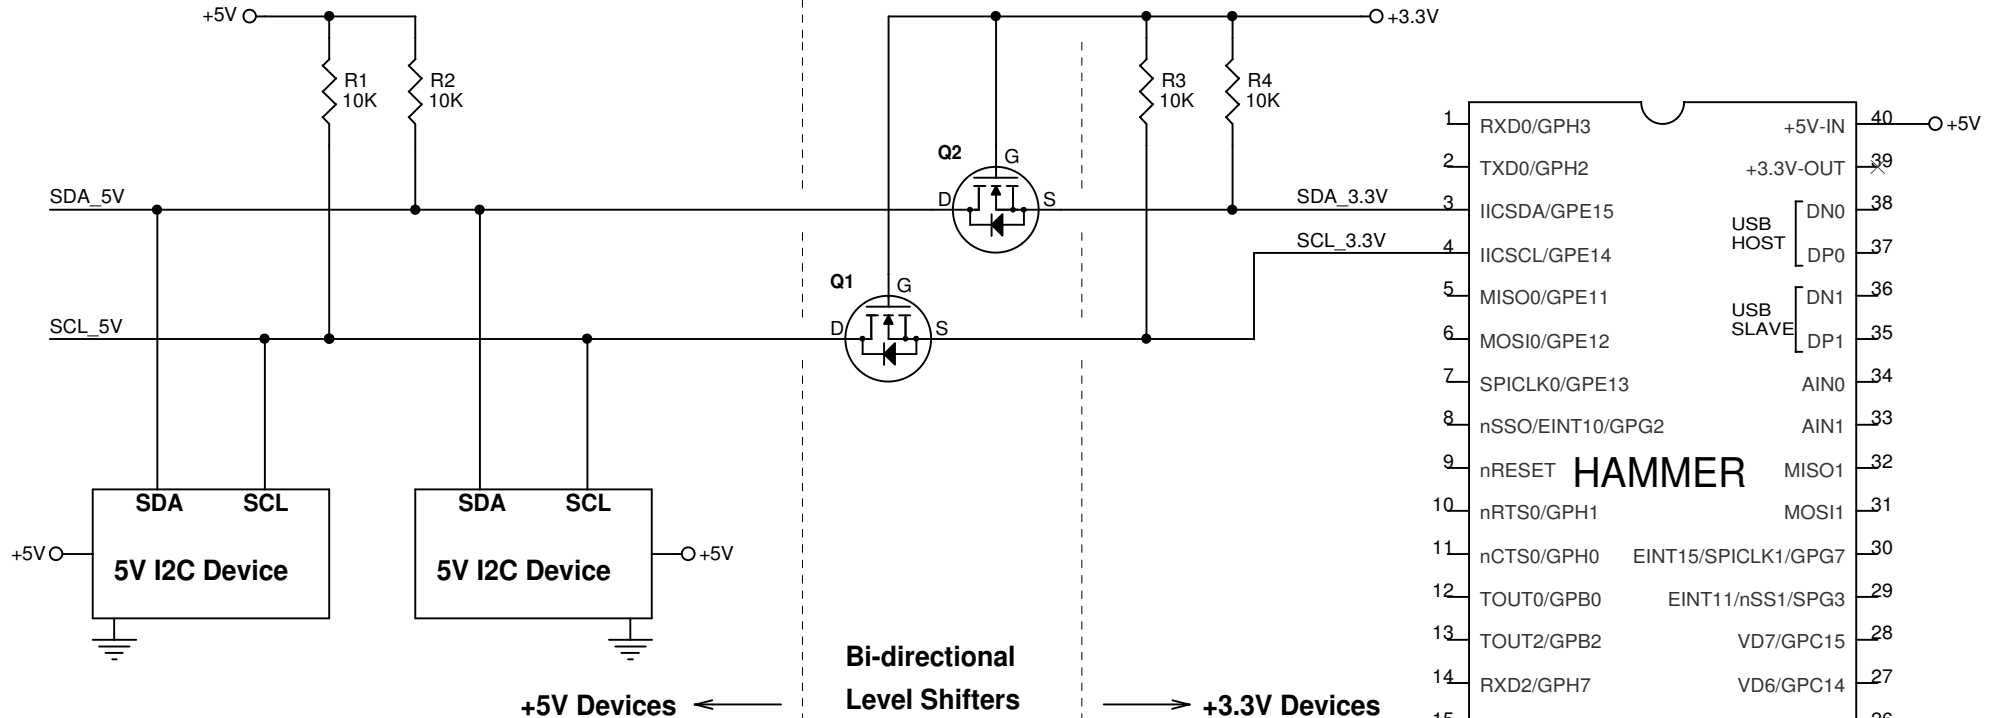 +5V
+3.3V
R1
10K
R2
10K
R3
10K
R4
10K
Q2
G
D
S
SDA_5V
SDA_3.3V
SCL_3.3V
Q1
G
D
S
SCL_5V
SDA SCL
5V I2C Device
+5V
SDA SCL
5V I2C Device
+5V
Bi-directional
Level Shifters
+5V Devices
+3.3V Devices
HAMMER
1 RXD0/GPH3
2 TXD0/GPH2
3 IICSDA/GPE15
4 IICSCL/GPE14
5 MISO0/GPE11
6 MOSI0/GPE12
7 SPICLK0/GPE13
8 nSSO/EINT10/GPG2
9 nRESET
10 nRTS0/GPH1
11 nCTS0/GPH0
12 TOUT0/GPB0
13 TOUT2/GPB2
14 RXD2/GPH7
15
+5V-IN 40 +5V
+3.3V-OUT 39
USB
HOST
DN0 38
DP0 37
USB
SLAVE
DN1 36
DP1 35
AIN0 34
AIN1 33
MISO1 32
MOSI1 31
EINT15/SPICLK1/GPG7 30
EINT11/nSS1/SPG3 29
VD7/GPC15 28
VD6/GPC14 27
26